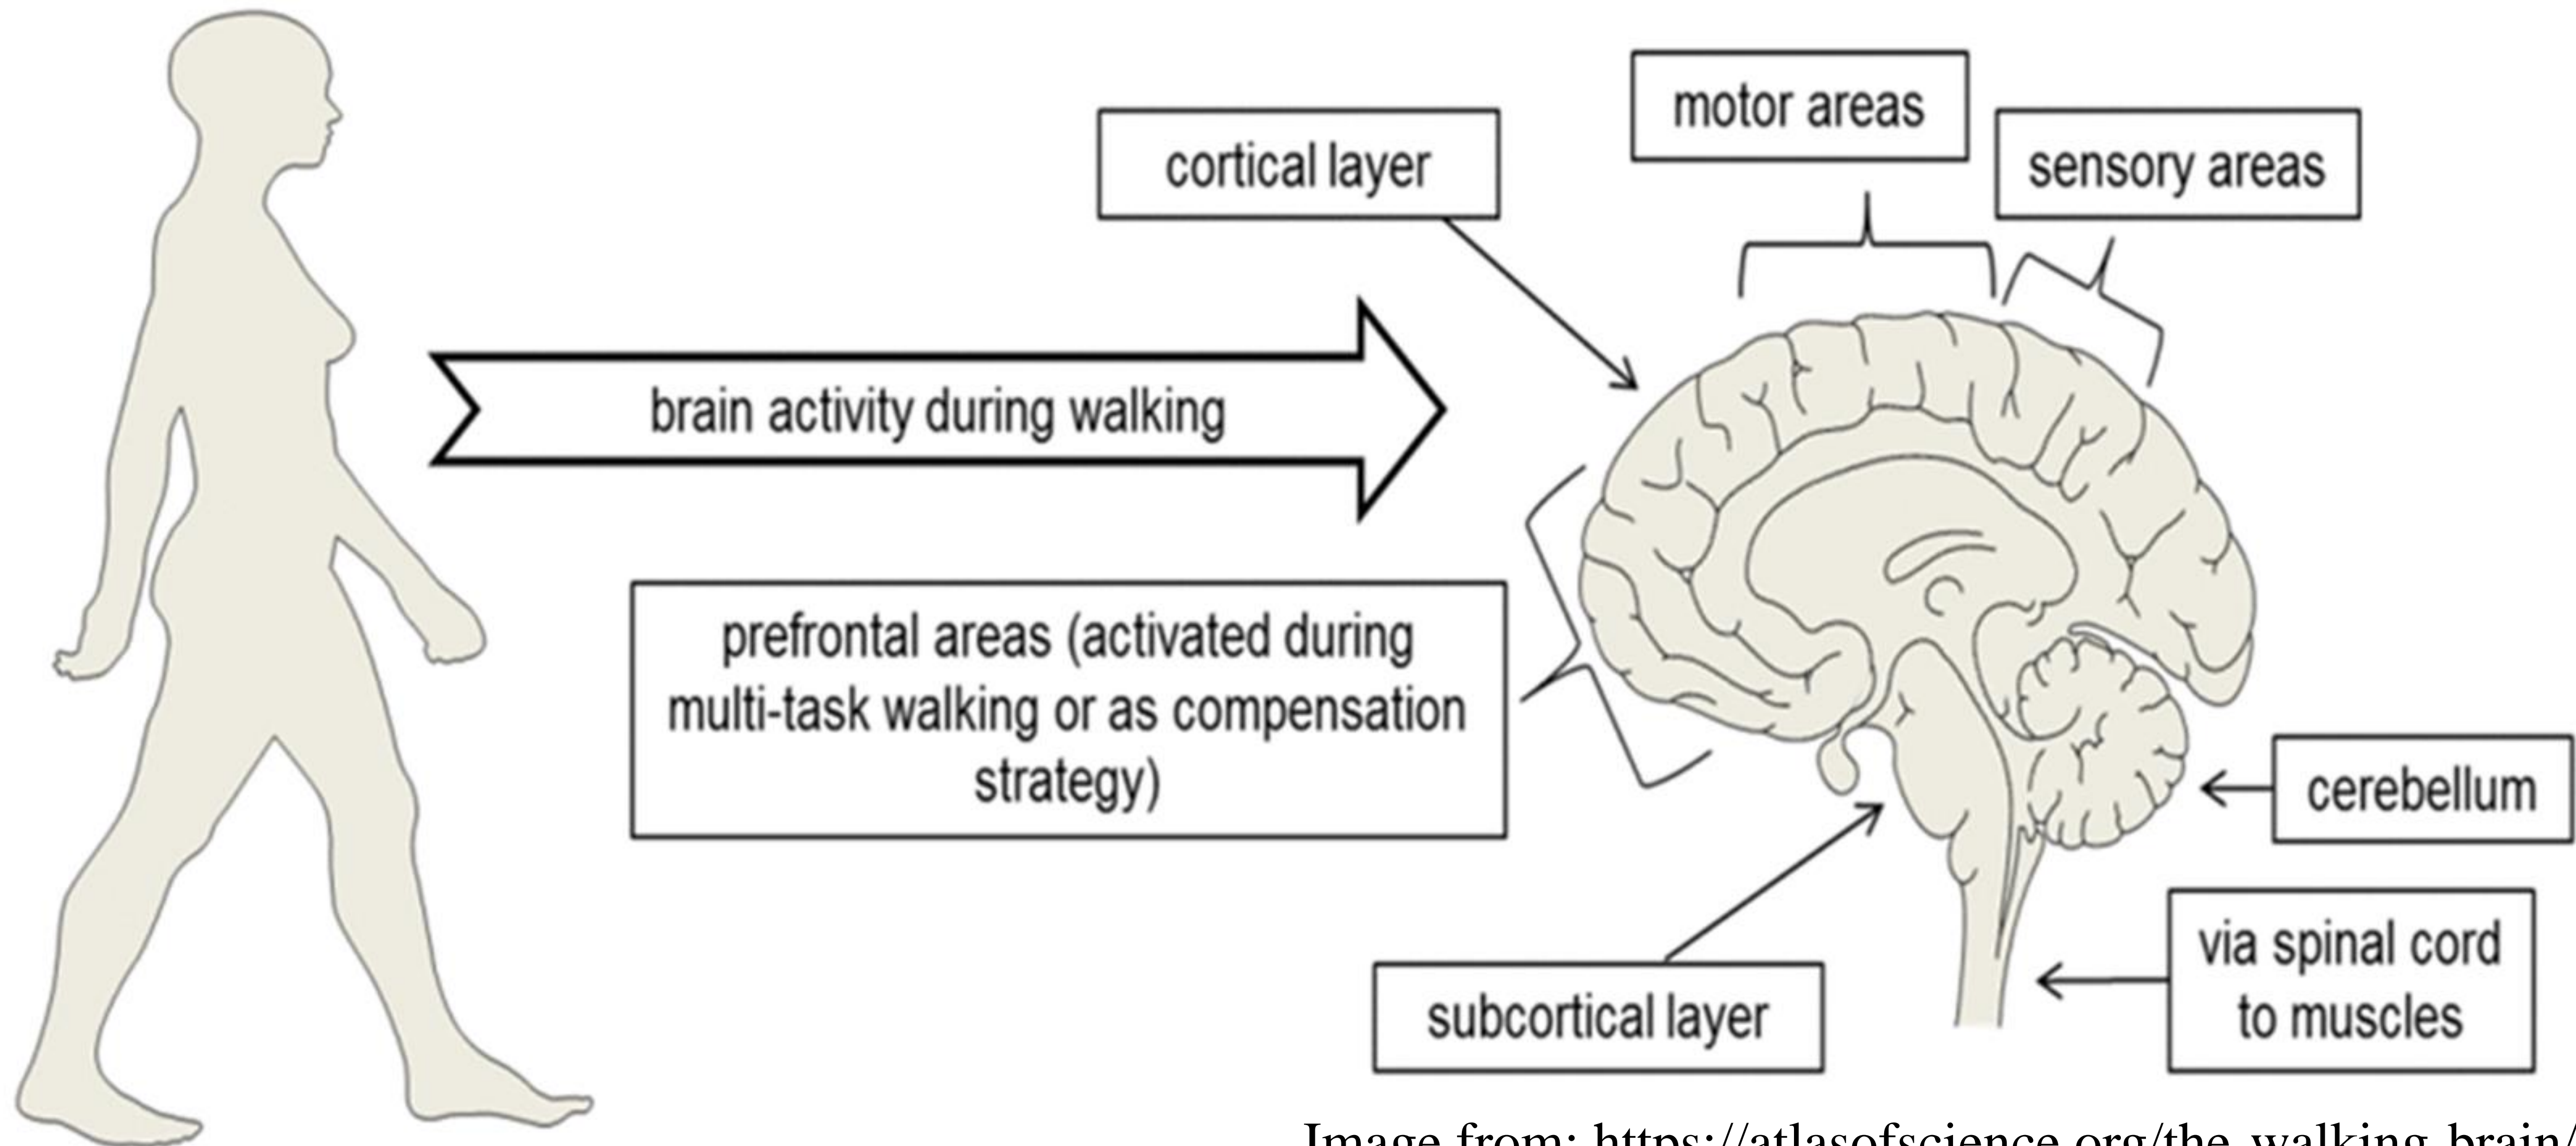 motor areas
cortical layer
sensory areas
brain activity during walking
prefrontal areas (activated during
multi-task walking or as compensation
strategy)
cerebellum
via spinal cord
to muscles
subcortical layer
Image from: https://atlasofscience.org/the-walking-brain/